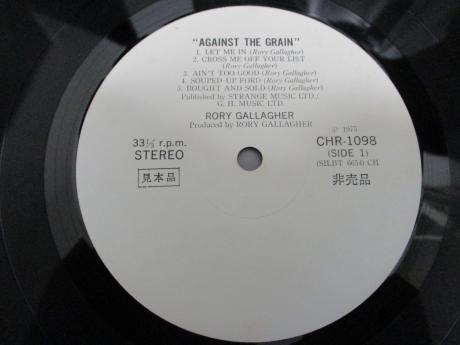 "AGAINST THE GRAIN"
1. LET ME IN (Rory Gallagher)
2. CROSS ME OFF YOUR LIST
(Rory Gallagher)
3. AIN'T TOO GOOD (Rory Gallagher)
4. SOUPED-UP FORD (Rory Gallagher)
5. BOUGHT AND SOLD (Rory Gallagher)
Published by STRANGE MUSIC LTD./
G. H. MUSIC LTD.
RORY GALLAGHER
Produced by RORY GALLAGHER
33⅓ r.p.m.
STEREO
見本品
℗ 1975
CHR-1098
(SIDE 1)
(SILBT 6654) CH
非売品